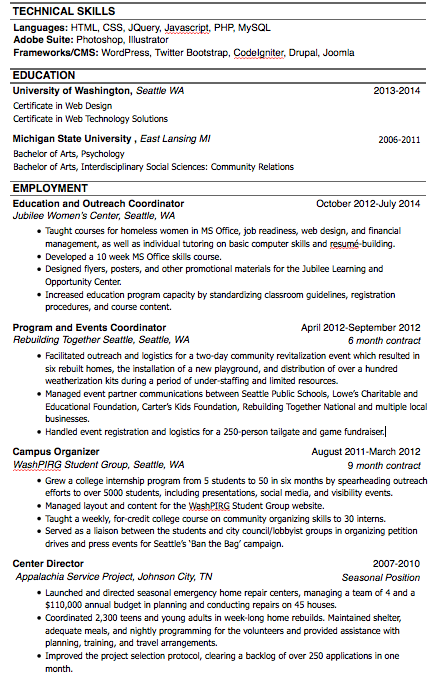 TECHNICAL SKILLS
Languages: HTML, CSS, JQuery, Javascript, PHP, MySQL
Adobe Suite: Photoshop, Illustrator
Frameworks/CMS: WordPress, Twitter Bootstrap, CodeIgniter, Drupal, Joomla
EDUCATION
University of Washington, Seattle WA 2013-2014
Certificate in Web Design
Certificate in Web Technology Solutions
Michigan State University , East Lansing MI 2006-2011
Bachelor of Arts, Psychology
Bachelor of Arts, Interdisciplinary Social Sciences: Community Relations
EMPLOYMENT
Education and Outreach Coordinator October 2012-July 2014
Jubilee Women's Center, Seattle, WA
• Taught courses for homeless women in MS Office, job readiness, web design, and financial
management, as well as individual tutoring on basic computer skills and resumé-building.
• Developed a 10 week MS Office skills course.
• Designed flyers, posters, and other promotional materials for the Jubilee Learning and
Opportunity Center.
• Increased education program capacity by standardizing classroom guidelines, registration
procedures, and course content.
Program and Events Coordinator April 2012-September 2012
Rebuilding Together Seattle, Seattle, WA 6 month contract
• Facilitated outreach and logistics for a two-day community revitalization event which resulted in
six rebuilt homes, the installation of a new playground, and distribution of over a hundred
weatherization kits during a period of under-staffing and limited resources.
• Managed event partner communications between Seattle Public Schools, Lowe's Charitable and
Educational Foundation, Carter's Kids Foundation, Rebuilding Together National and multiple local
businesses.
• Handled event registration and logistics for a 250-person tailgate and game fundraiser.
Campus Organizer August 2011-March 2012
WashPIRG Student Group, Seattle, WA 9 month contract
• Grew a college internship program from 5 students to 50 in six months by spearheading outreach
efforts to over 5000 students, including presentations, social media, and visibility events.
• Managed layout and content for the WashPIRG Student Group website.
• Taught a weekly, for-credit college course on community organizing skills to 30 interns.
• Served as a liaison between the students and city council/lobbyist groups in organizing petition
drives and press events for Seattle's 'Ban the Bag' campaign.
Center Director 2007-2010
Appalachia Service Project, Johnson City, TN Seasonal Position
• Launched and directed seasonal emergency home repair centers, managing a team of 4 and a
$110,000 annual budget in planning and conducting repairs on 45 houses.
• Coordinated 2,300 teens and young adults in week-long home rebuilds. Maintained shelter,
adequate meals, and nightly programming for the volunteers and provided assistance with
planning, training, and travel arrangements.
• Improved the project selection protocol, clearing a backlog of over 250 applications in one
month.